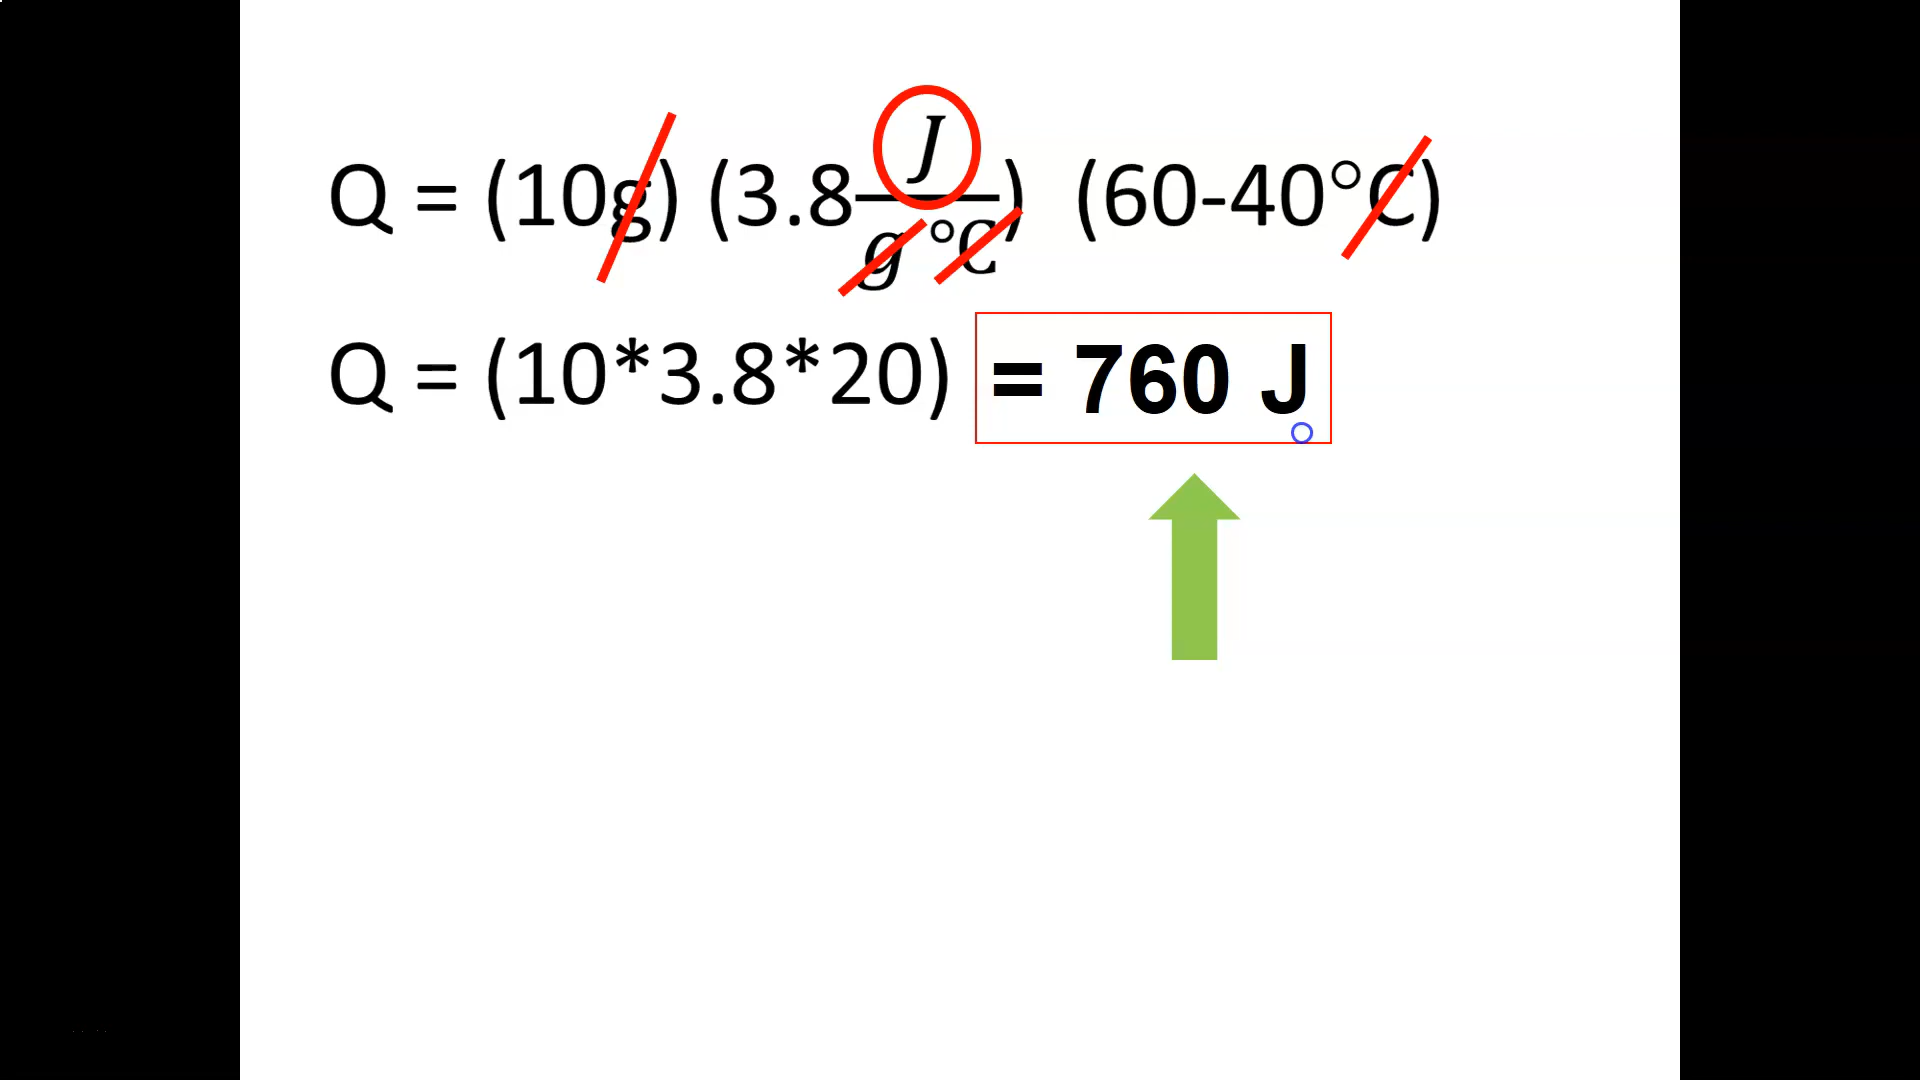 Q = (10g) (3.8 J/g °C) (60-40°C)
Q = (10*3.8*20) = 760 J